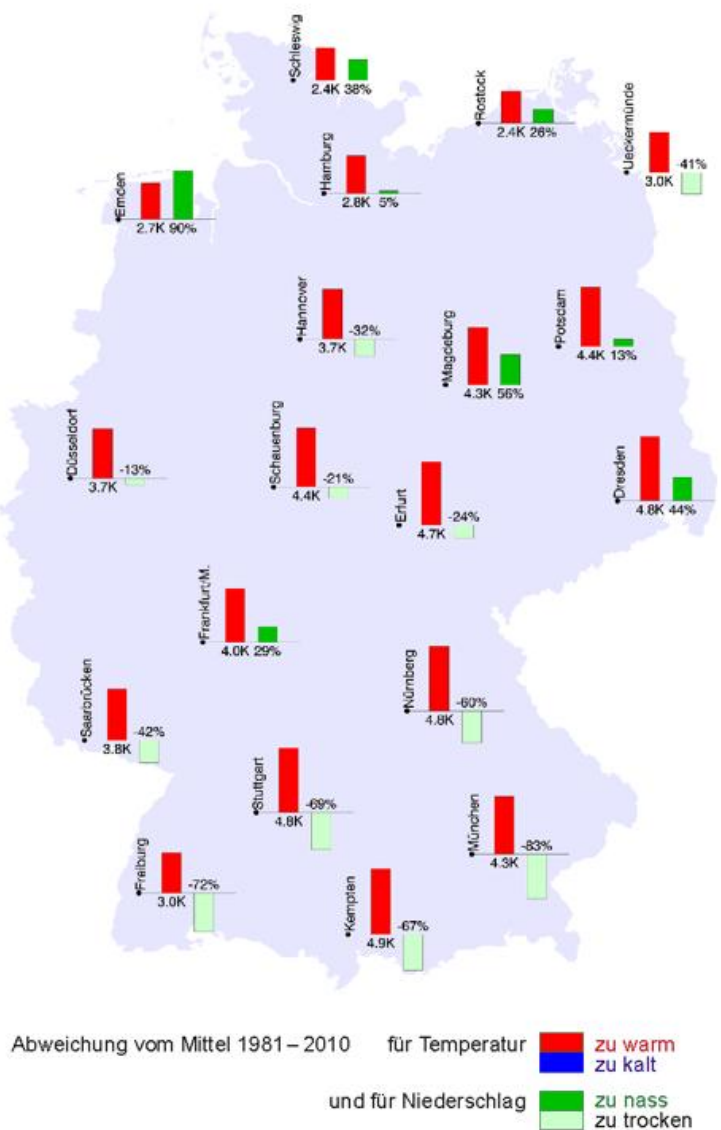 Schleswig
2.4K 38%
Rostock
2.4K 26%
Ueckermünde
-41%
3.0K
Hamburg
2.8K 5%
Emden
2.7K 90%
Hannover
-32%
3.7K
Potsdam
4.4K 13%
Magdeburg
4.3K 56%
Düsseldorf
-13%
3.7K
Schauenburg
-21%
4.4K
Erfurt
-24%
4.7K
Dresden
4.8K 44%
Frankfurt/M.
4.0K 29%
Nürnberg
-60%
4.8K
Saarbrücken
-42%
3.8K
Stuttgart
-69%
4.8K
München
-83%
4.3K
Freiburg
-72%
3.0K
Kempten
-67%
4.9K
Abweichung vom Mittel 1981 – 2010 für Temperatur zu warm
zu kalt
und für Niederschlag zu nass
zu trocken